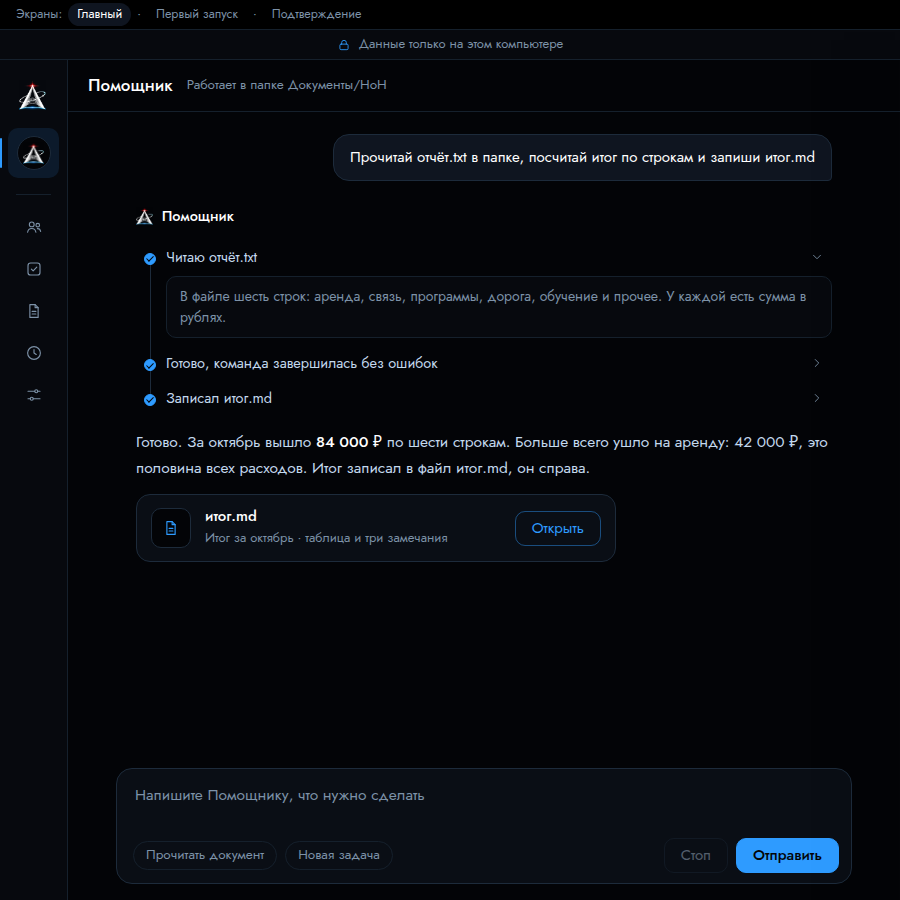 Экраны: Главный · Первый запуск · Подтверждение
Данные только на этом компьютере
Помощник Работает в папке Документы/НоН
Прочитай отчёт.txt в папке, посчитай итог по строкам и запиши итог.md
Помощник
Читаю отчёт.txt
В файле шесть строк: аренда, связь, программы, дорога, обучение и прочее. У каждой есть сумма в
рублях.
Готово, команда завершилась без ошибок
Записал итог.md
Готово. За октябрь вышло 84 000 ₽ по шести строкам. Больше всего ушло на аренду: 42 000 ₽, это
половина всех расходов. Итог записал в файл итог.md, он справа.
итог.md
Итог за октябрь · таблица и три замечания
Открыть
Напишите Помощнику, что нужно сделать
Прочитать документ Новая задача Стоп Отправить